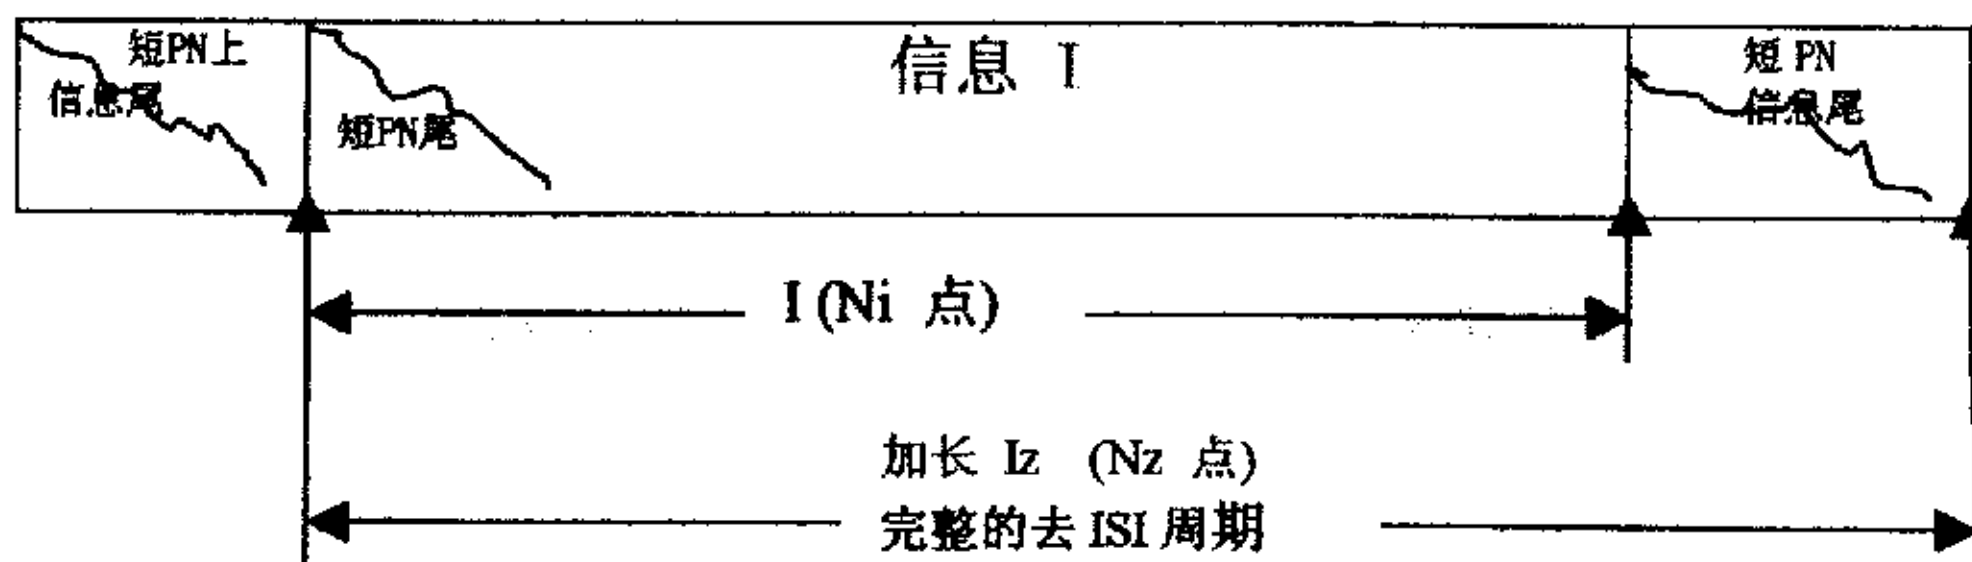 短PN上
信息尾
短PN尾
信息 I
短 PN
信息尾
I (Ni 点)
加长 Iz (Nz 点)
完整的去 ISI 周期